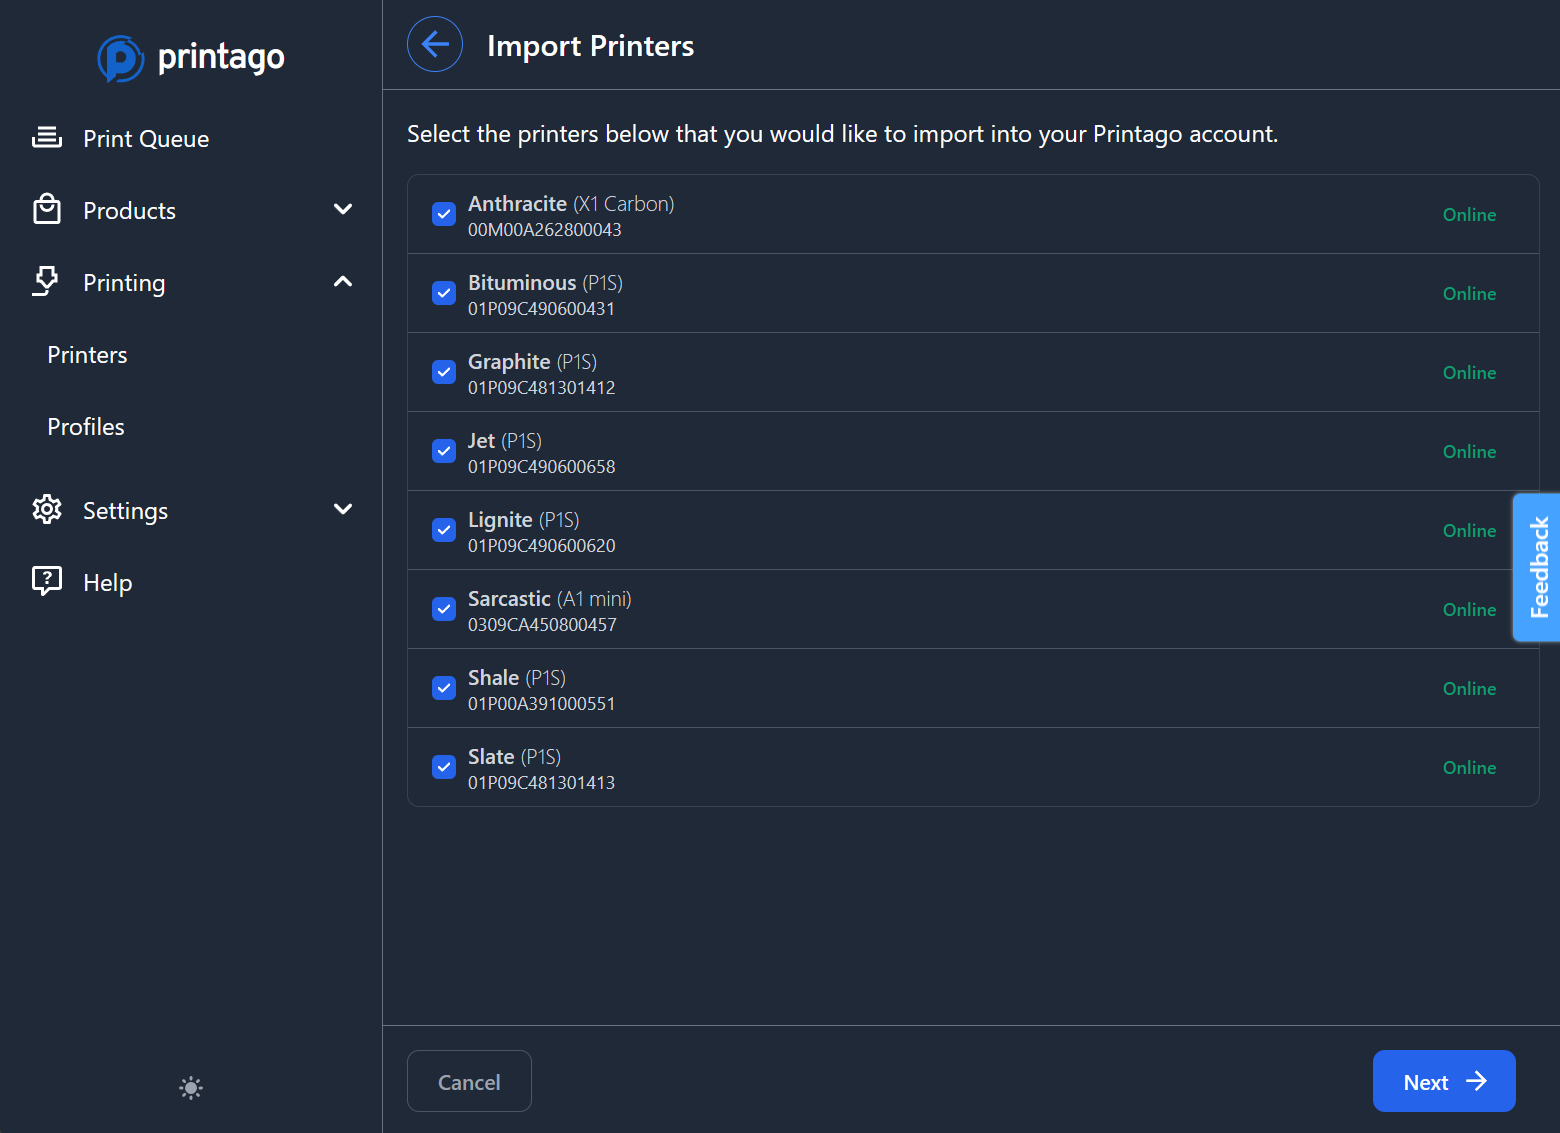 printago
Print Queue
Products
Printing
Printers
Profiles
Settings
Help
Import Printers
Select the printers below that you would like to import into your Printago account.
Anthracite (X1 Carbon)
00M00A262800043
Online
Bituminous (P1S)
01P09C490600431
Online
Graphite (P1S)
01P09C481301412
Online
Jet (P1S)
01P09C490600658
Online
Lignite (P1S)
01P09C490600620
Online
Sarcastic (A1 mini)
0309CA450800457
Online
Shale (P1S)
01P00A391000551
Online
Slate (P1S)
01P09C481301413
Online
Feedback
Cancel
Next